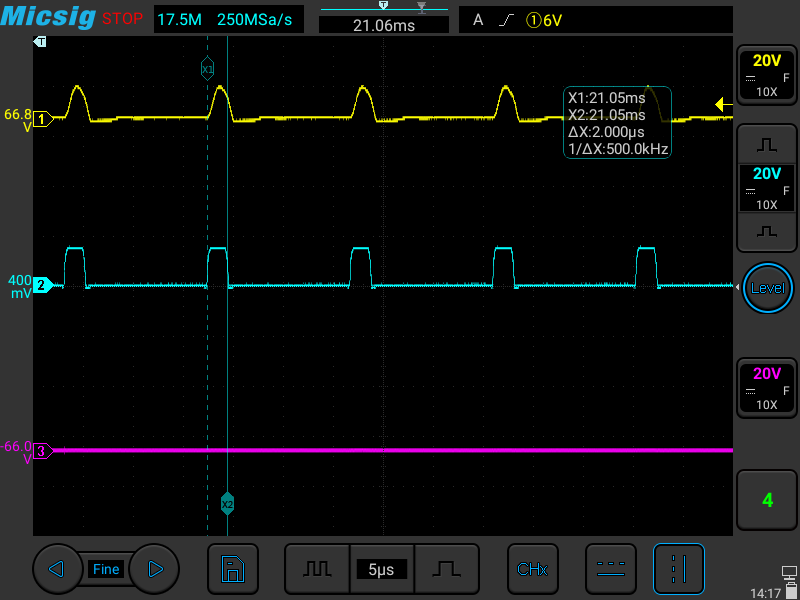 Micsig STOP 17.5M 250MSa/s 21.06ms A ①6V
T
T
20V
F
10X
X1
66.8
V
1
X1:21.05ms
X2:21.05ms
ΔX:2.000µs
1/ΔX:500.0kHz
20V
F
10X
400
mV
2
Level
20V
F
10X
-66.0
V
3
X2
4
Fine
5µs
CHx
14:17